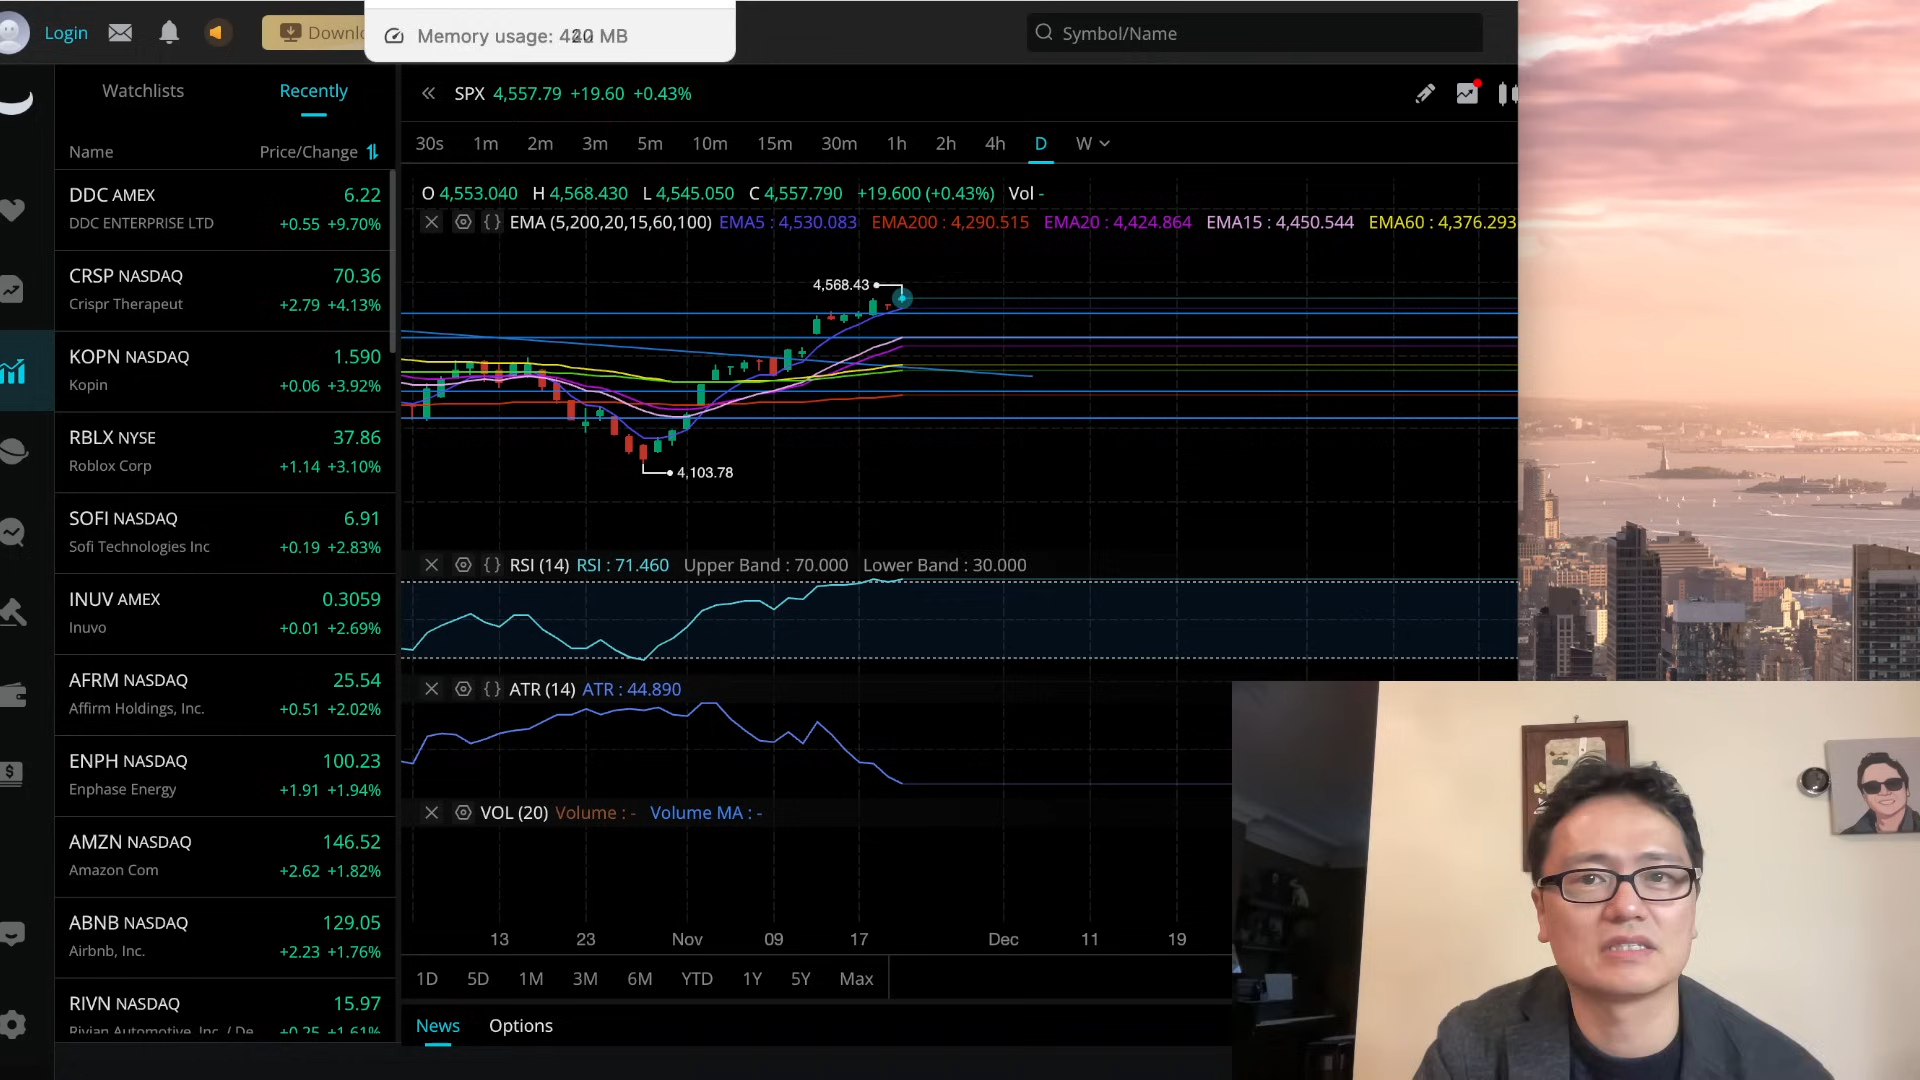 Login
Memory usage: MB
Symbol/Name
Watchlists
Recently
Name
Price/Change
DDC AMEX 6.22
DDC ENTERPRISE LTD +0.55 +9.70%
CRSP NASDAQ 70.36
Crispr Therapeut +2.79 +4.13%
KOPN NASDAQ 1.590
Kopin +0.06 +3.92%
RBLX NYSE 37.86
Roblox Corp +1.14 +3.10%
SOFI NASDAQ 6.91
Sofi Technologies Inc +0.19 +2.83%
INUV AMEX 0.3059
Inuvo +0.01 +2.69%
AFRM NASDAQ 25.54
Affirm Holdings, Inc. +0.51 +2.02%
ENPH NASDAQ 100.23
Enphase Energy +1.91 +1.94%
AMZN NASDAQ 146.52
Amazon Com +2.62 +1.82%
ABNB NASDAQ 129.05
Airbnb, Inc. +2.23 +1.76%
RIVN NASDAQ 15.97
Rivian Automotive, Inc. / De +0.25 +1.61%
SPX 4,557.79 +19.60 +0.43%
30s 1m 2m 3m 5m 10m 15m 30m 1h 2h 4h D W
O 4,553.040 H 4,568.430 L 4,545.050 C 4,557.790 +19.600 (+0.43%) Vol -
EMA (5,200,20,15,60,100) EMA5 : 4,530.083 EMA200 : 4,290.515 EMA20 : 4,424.864 EMA15 : 4,450.544 EMA60 : 4,376.293
4,568.43
4,103.78
RSI (14) RSI : 71.460 Upper Band : 70.000 Lower Band : 30.000
ATR (14) ATR : 44.890
VOL (20) Volume : - Volume MA : -
13 23 Nov 09 17 Dec 11 19
1D 5D 1M 3M 6M YTD 1Y 5Y Max
News Options